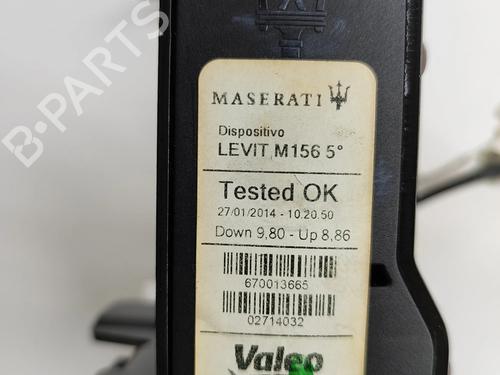 B-PARTS
MASERATI
Dispositivo
LEVIT M156 5°
Tested OK
27/01/2014 - 10.20.50
Down 9,80 - Up 8,86
670013665
02714032
Valeo